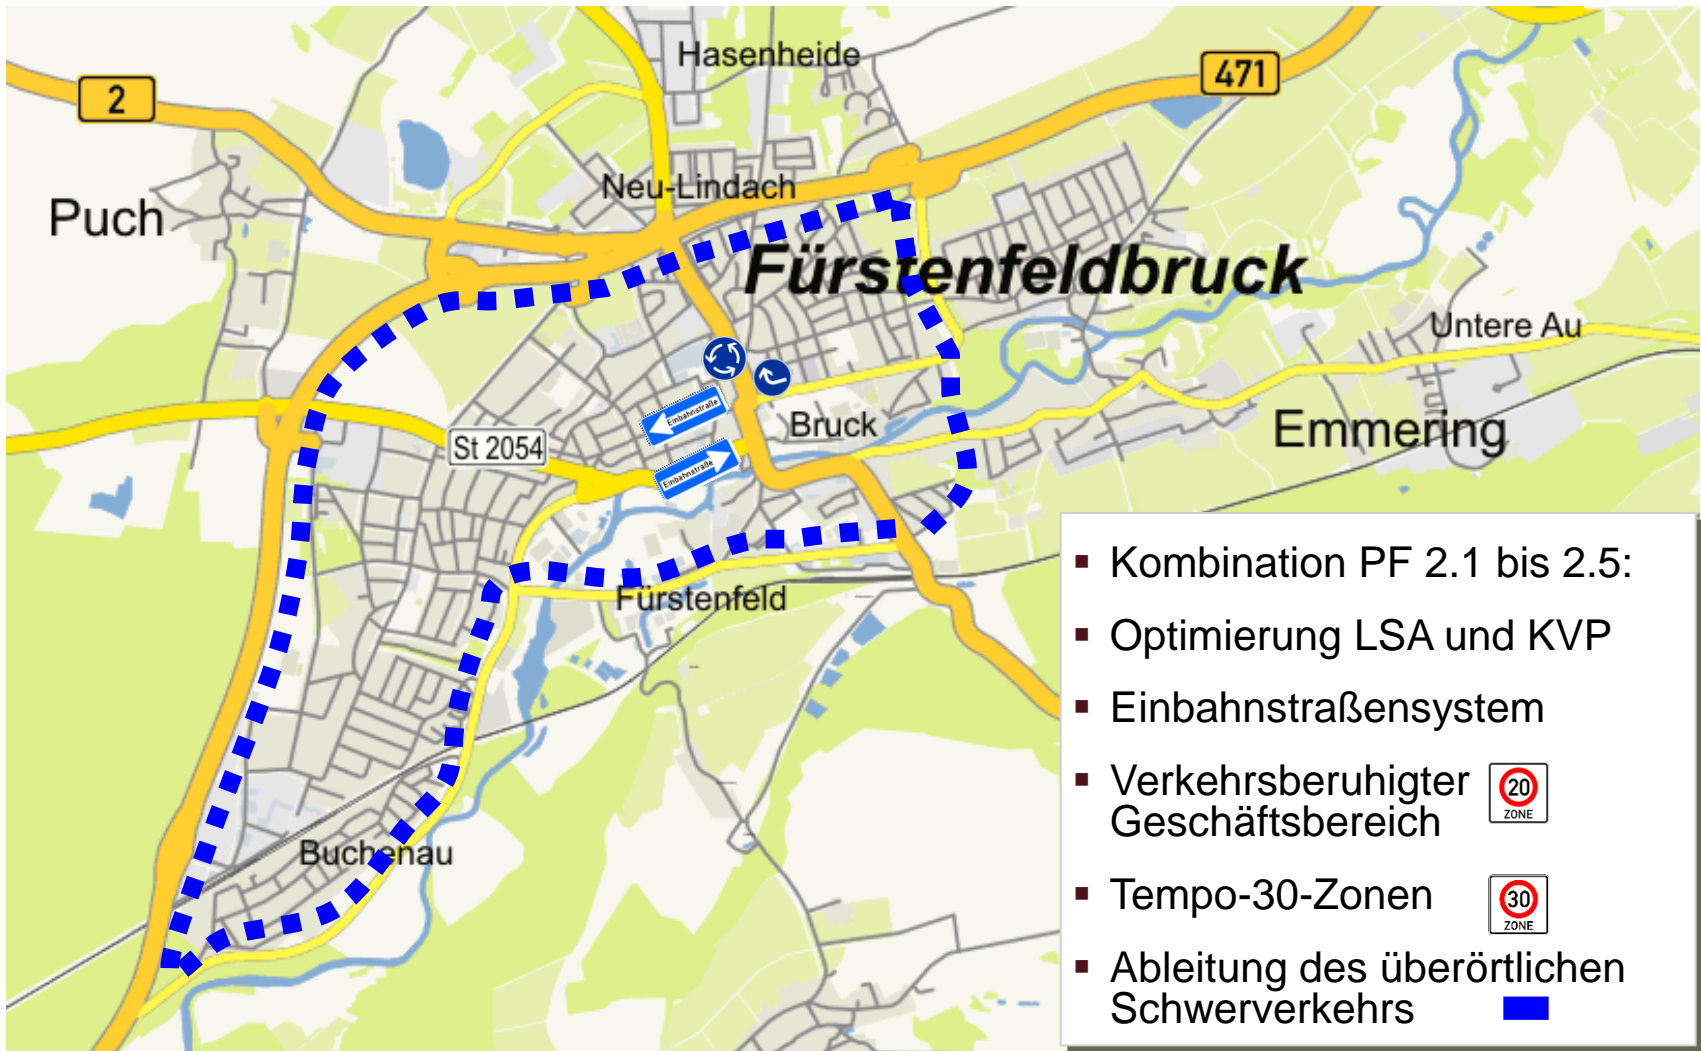 Hasenheide
471
2
Neu-Lindach
Puch
Fürstenfeldbruck
Untere Au
Einbahnstraße
Bruck
Emmering
St 2054
Einbahnstraße
Fürstenfeld
Buchenau
▪ Kombination PF 2.1 bis 2.5:
▪ Optimierung LSA und KVP
▪ Einbahnstraßensystem
▪ Verkehrsberuhigter
Geschäftsbereich
20
ZONE
▪ Tempo-30-Zonen
30
ZONE
▪ Ableitung des überörtlichen
Schwerverkehrs